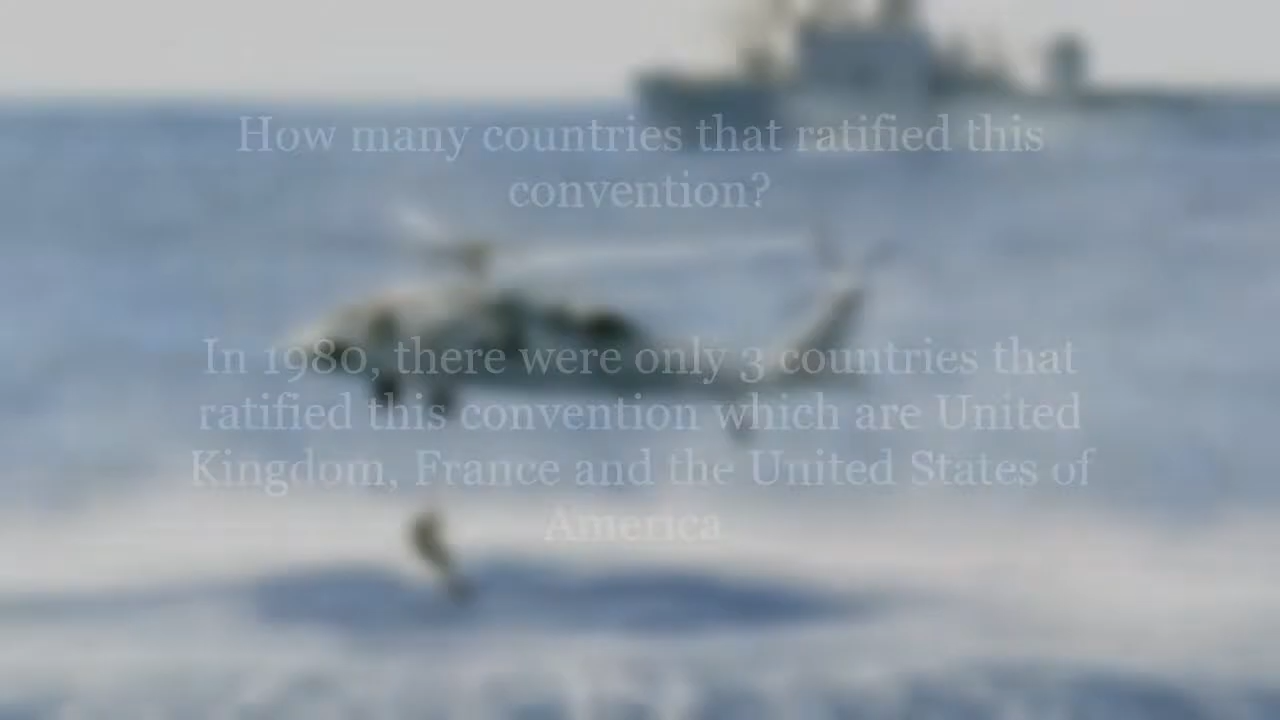 How many countries that ratified this
convention?
In 1980, there were only 3 countries that
ratified this convention which are United
Kingdom, France and the United States of
America